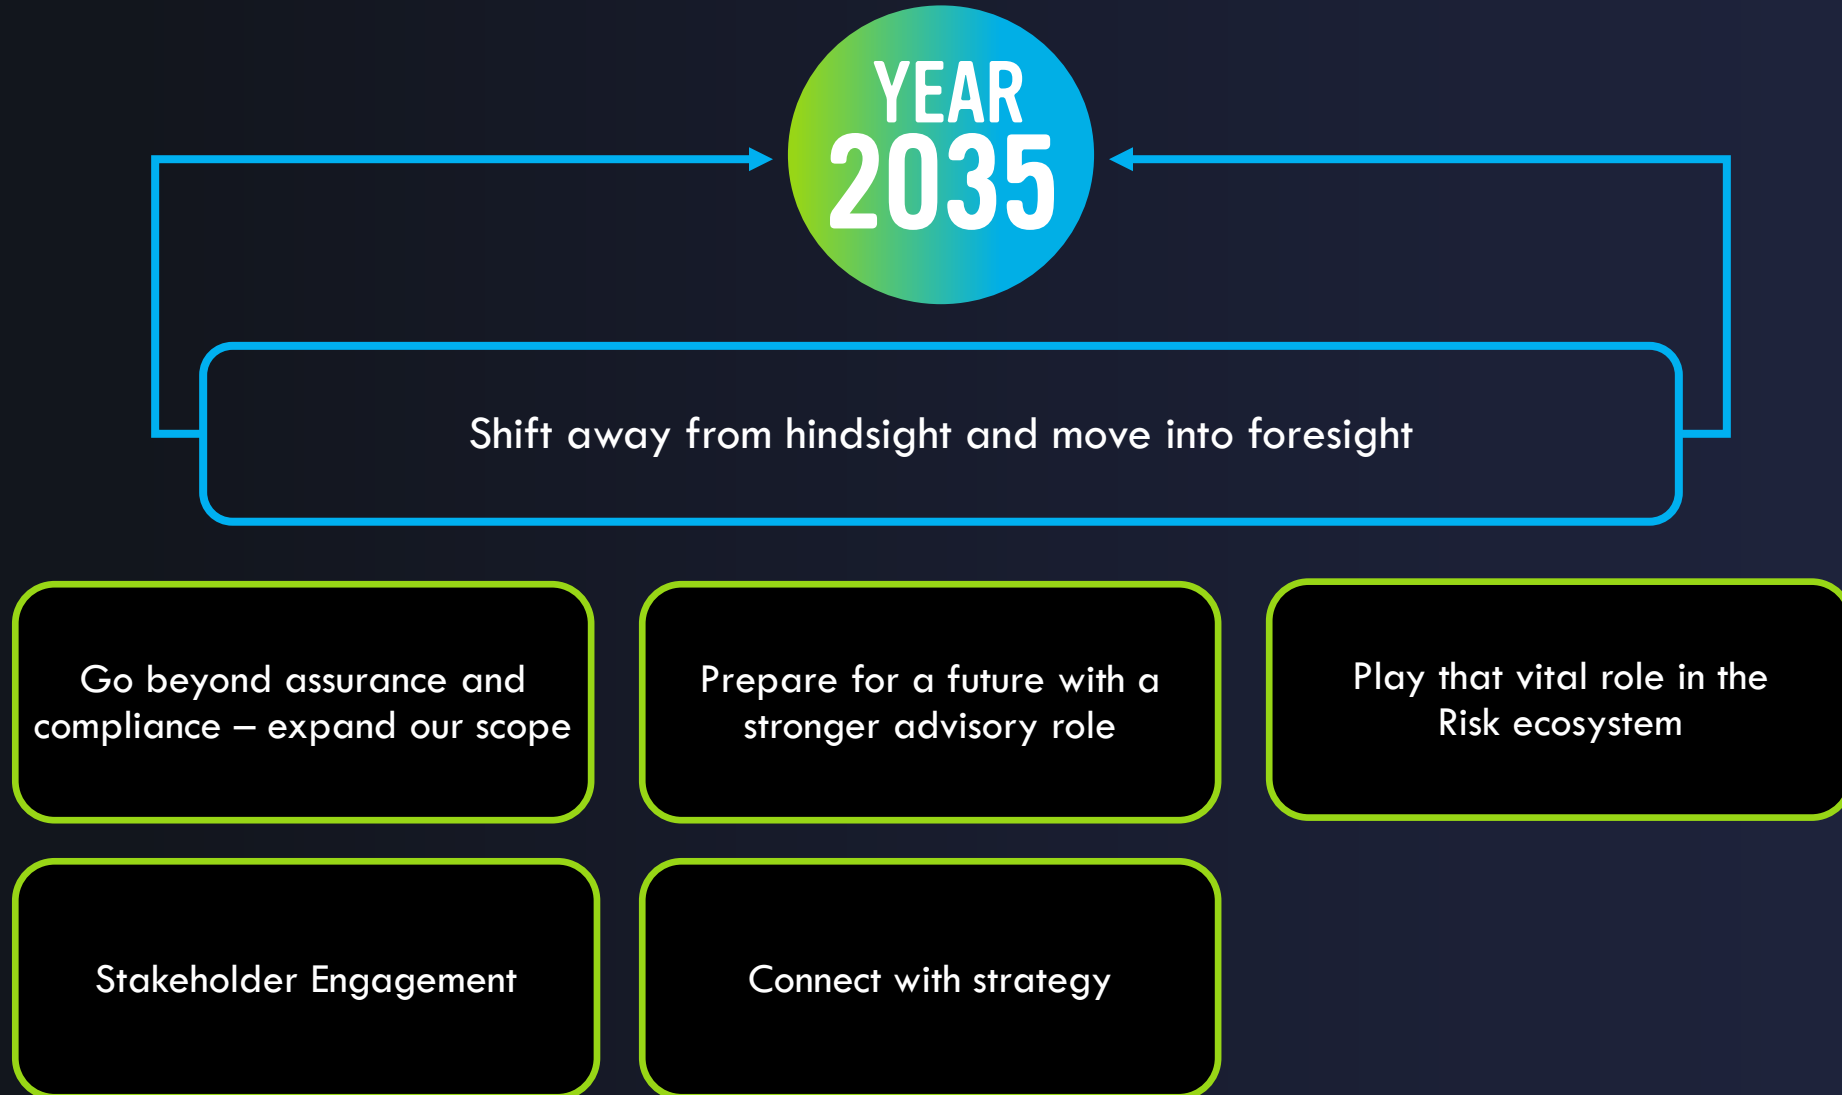 YEAR
2035
Shift away from hindsight and move into foresight
Go beyond assurance and
compliance – expand our scope
Prepare for a future with a
stronger advisory role
Play that vital role in the
Risk ecosystem
Stakeholder Engagement
Connect with strategy